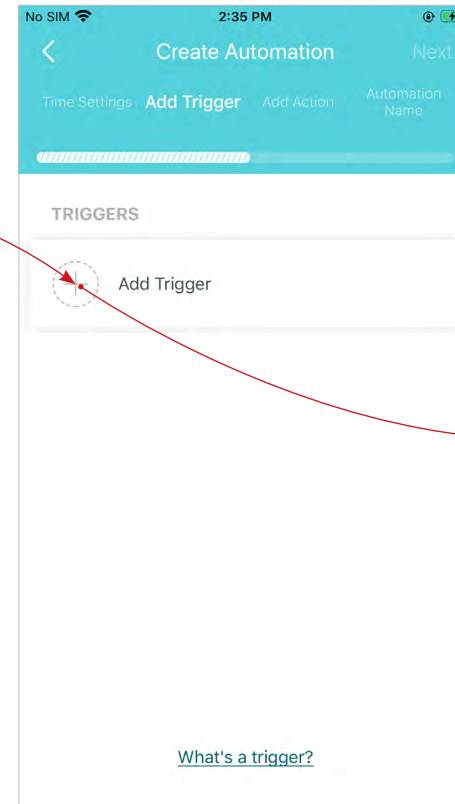 No SIM 2:35 PM
Create Automation Next
Time Settings Add Trigger Add Action Automation Name
TRIGGERS
Add Trigger
What's a trigger?